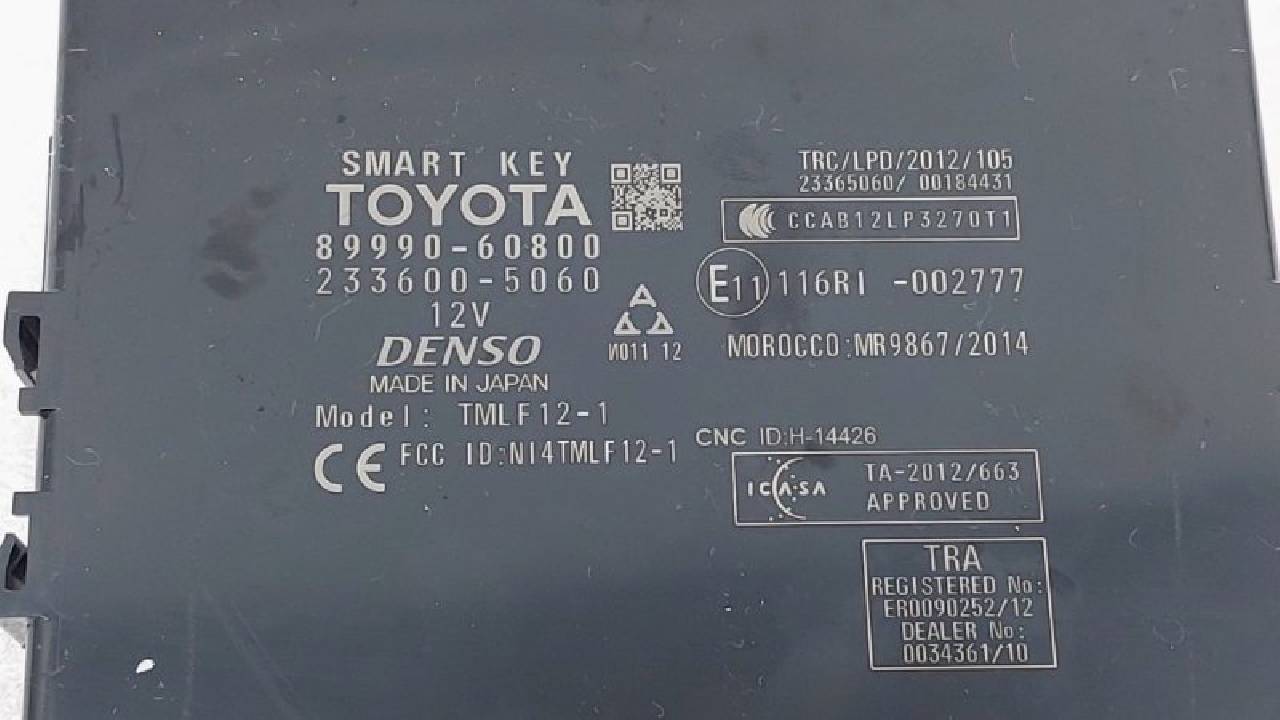 SMART KEY
TOYOTA
89990-60800
233600-5060
12V
DENSO
MADE IN JAPAN
Model: TMLF12-1
CE FCC ID:NI4TMLF12-1
И011 12
TRC/LPD/2012/105
23365060/ 00184431
CCAB12LP3270T1
E11 116RI -002777
MOROCCO:MR9867/2014
CNC ID:H-14426
ICASA TA-2012/663
APPROVED
TRA
REGISTERED No:
ER0090252/12
DEALER No:
0034361/10